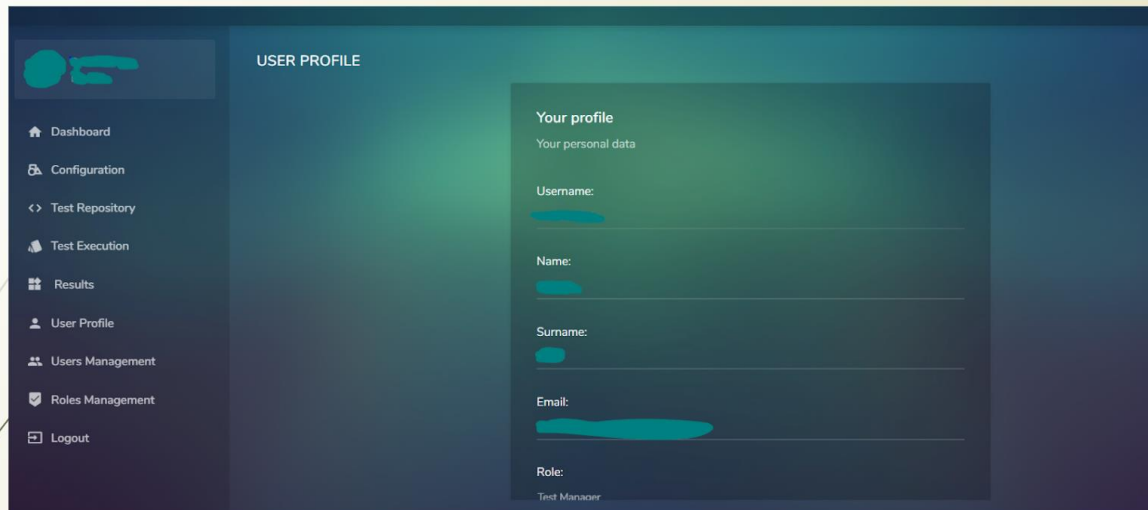 USER PROFILE
Dashboard
Configuration
Test Repository
Test Execution
Results
User Profile
Users Management
Roles Management
Logout
Your profile
Your personal data
Username:
Name:
Surname:
Email:
Role:
Test Manager